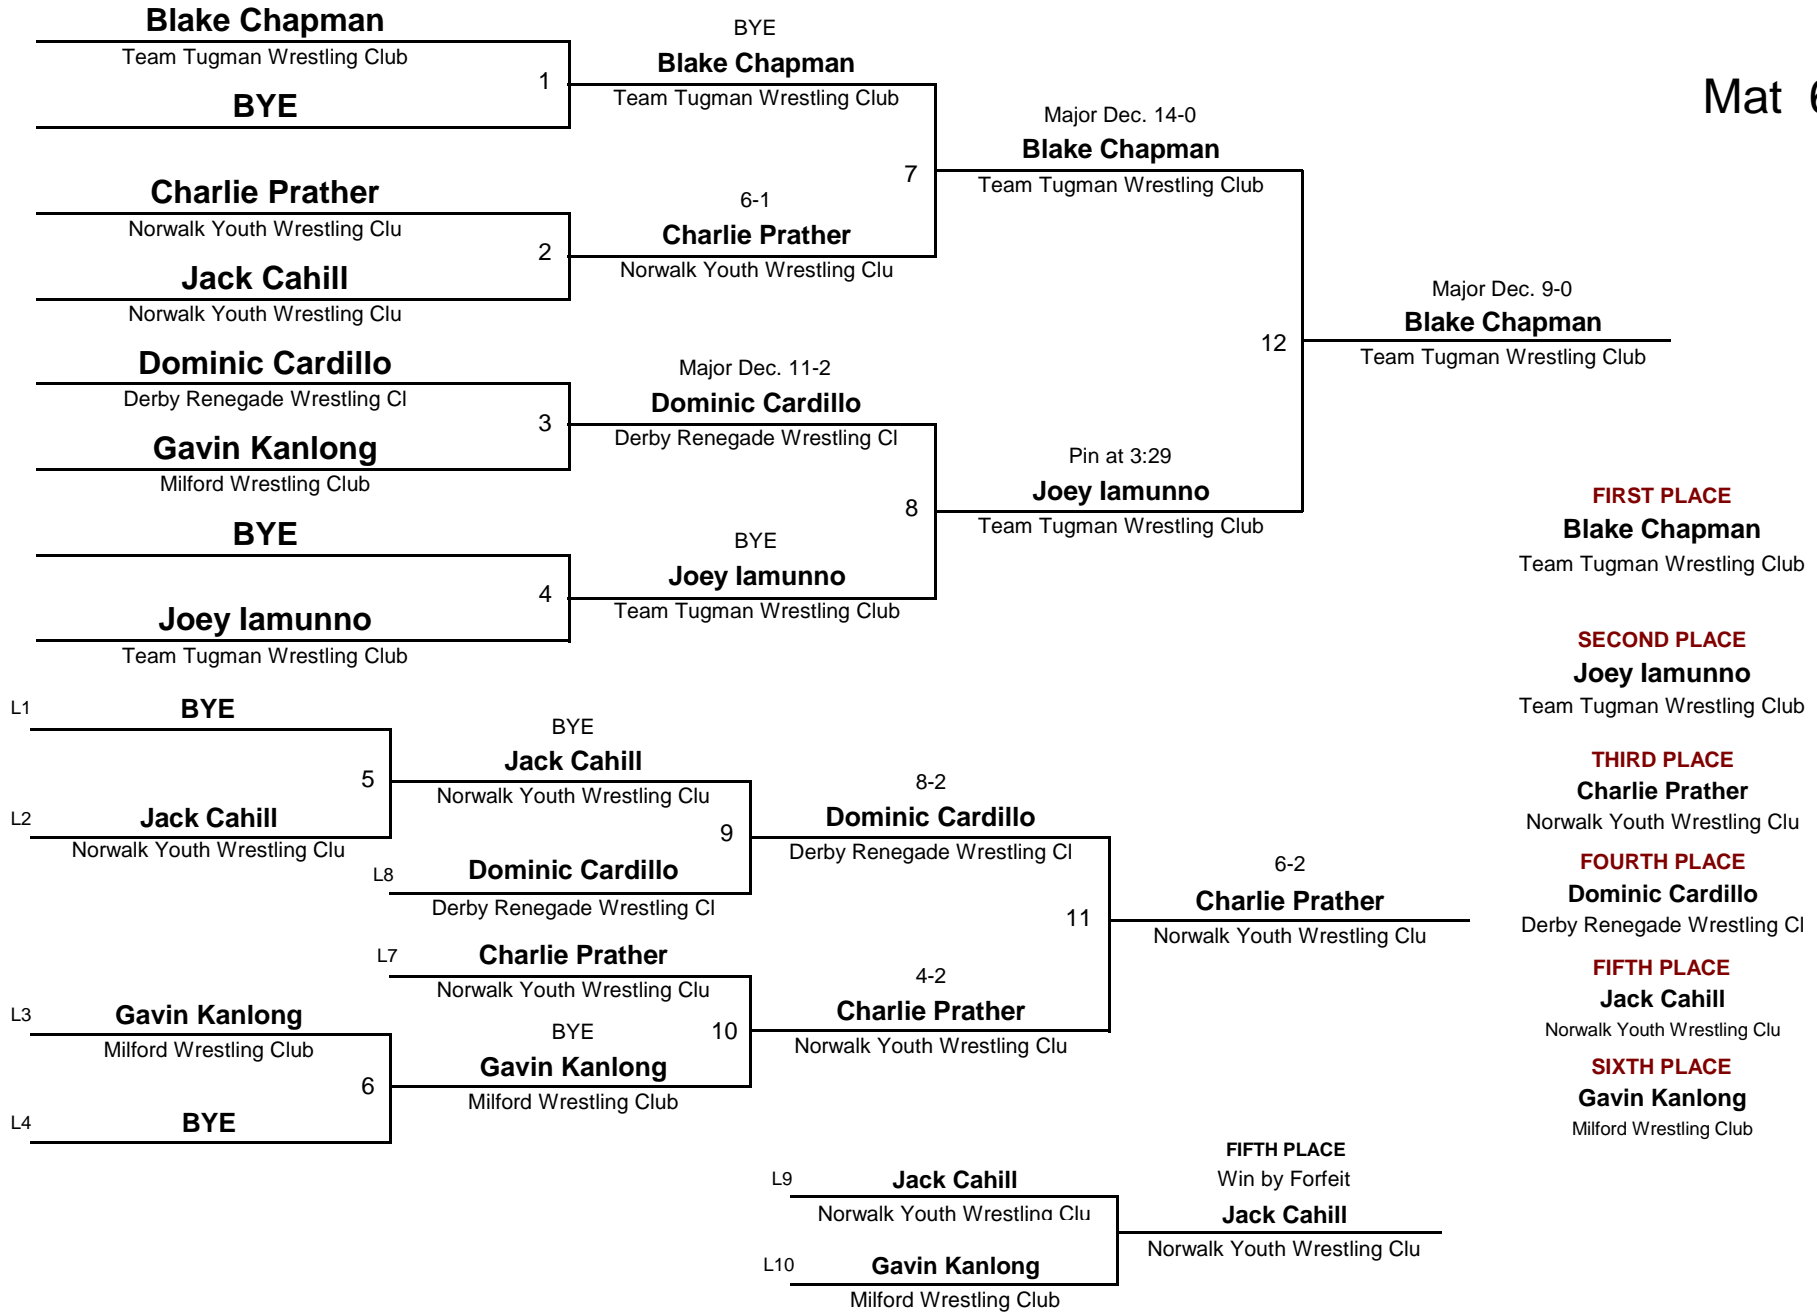 Blake Chapman
Team Tugman Wrestling Club
1
BYE
BYE
Blake Chapman
Team Tugman Wrestling Club
Mat 6
Charlie Prather
Norwalk Youth Wrestling Clu
2
Jack Cahill
Norwalk Youth Wrestling Clu
6-1
Charlie Prather
Norwalk Youth Wrestling Clu
7
Major Dec. 14-0
Blake Chapman
Team Tugman Wrestling Club
Dominic Cardillo
Derby Renegade Wrestling Cl
3
Gavin Kanlong
Milford Wrestling Club
Major Dec. 11-2
Dominic Cardillo
Derby Renegade Wrestling Cl
BYE
4
Joey Iamunno
Team Tugman Wrestling Club
BYE
Joey Iamunno
Team Tugman Wrestling Club
8
Pin at 3:29
Joey Iamunno
Team Tugman Wrestling Club
12
Major Dec. 9-0
Blake Chapman
Team Tugman Wrestling Club
FIRST PLACE
Blake Chapman
Team Tugman Wrestling Club
SECOND PLACE
Joey Iamunno
Team Tugman Wrestling Club
THIRD PLACE
Charlie Prather
Norwalk Youth Wrestling Clu
FOURTH PLACE
Dominic Cardillo
Derby Renegade Wrestling Cl
FIFTH PLACE
Jack Cahill
Norwalk Youth Wrestling Clu
SIXTH PLACE
Gavin Kanlong
Milford Wrestling Club
L1
BYE
5
L2
Jack Cahill
Norwalk Youth Wrestling Clu
BYE
Jack Cahill
Norwalk Youth Wrestling Clu
9
L8
Dominic Cardillo
Derby Renegade Wrestling Cl
8-2
Dominic Cardillo
Derby Renegade Wrestling Cl
L7
Charlie Prather
Norwalk Youth Wrestling Clu
L3
Gavin Kanlong
Milford Wrestling Club
6
L4
BYE
BYE
Gavin Kanlong
Milford Wrestling Club
10
4-2
Charlie Prather
Norwalk Youth Wrestling Clu
11
6-2
Charlie Prather
Norwalk Youth Wrestling Clu
L9
Jack Cahill
Norwalk Youth Wrestling Clu
L10
Gavin Kanlong
Milford Wrestling Club
FIFTH PLACE
Win by Forfeit
Jack Cahill
Norwalk Youth Wrestling Clu